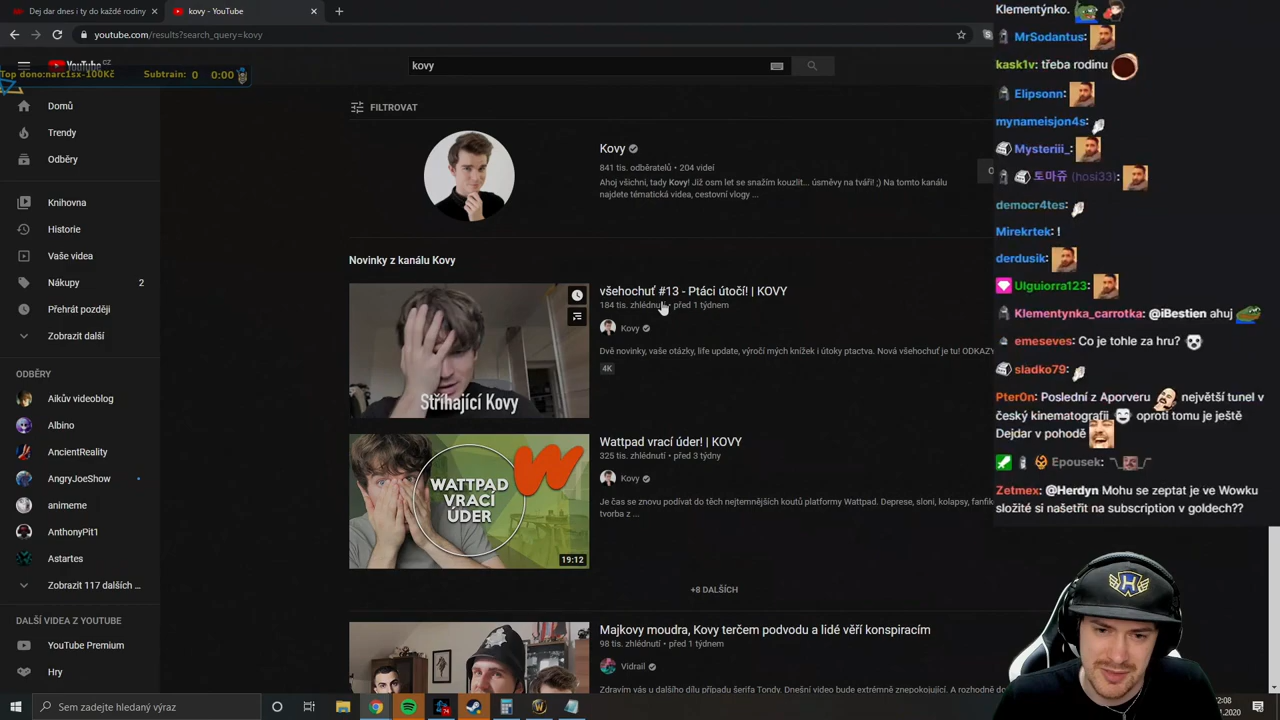 Dej dar dnes i ty do každé rodiny
kovy - YouTube
youtube.com/results?search_query=kovy
YouTube CZ
kovy
Top dono:narc1sx-100Kč Subtrain: 0 0:00
Domů
Trendy
Odběry
Knihovna
Historie
Vaše videa
Nákupy 2
Přehrát později
Zobrazit další
ODBĚRY
Aikův videoblog
Albino
AncientReality
AngryJoeShow
animeme
AnthonyPit1
Astartes
Zobrazit 117 dalších ...
DALŠÍ VIDEA Z YOUTUBE
YouTube Premium
Hry
FILTROVAT
Kovy
841 tis. odběratelů • 204 videí
Ahoj všichni, tady Kovy! Již osm let se snažím kouzlit... úsměvy na tváři! ;) Na tomto kanálu
najdete tématická videa, cestovní vlogy ...
Novinky z kanálu Kovy
Stříhající Kovy
všehochuť #13 - Ptáci útočí! | KOVY
184 tis. zhlédnutí • před 1 týdnem
Kovy
Dvě novinky, vaše otázky, life update, výročí mých knížek i útoky ptactva. Nová všehochuť je tu! ODKAZY
4K
WATTPAD
VRACÍ
ÚDER!
19:12
Wattpad vrací úder! | KOVY
325 tis. zhlédnutí • před 3 týdny
Kovy
Je čas se znovu podívat do těch nejtemnějších koutů platformy Wattpad. Deprese, sloni, kolapsy, fanfik
tvorba z ...
+8 DALŠÍCH
Majkovy moudra, Kovy terčem podvodu a lidé věří konspiracím
98 tis. zhlédnutí • před 1 týdnem
Vidrail
Zdravím vás u dalšího dílu případu šerifa Tondy. Dnešní video bude extrémně znepokojující. A rozhodně do
Klementýnko.
MrSodantus:
kask1v: třeba rodinu
Elipsonn:
mynameisjon4s:
Mysteriii_:
토마쥬 (hosi33):
democr4tes:
Mirekrtek: !
derdusik:
Ulguiorra123:
Klementynka_carrotka: @iBestien ahuj
emeseves: Co je tohle za hru?
sladko79:
Pter0n: Poslední z Aporveru největší tunel v
český kinematografii oproti tomu je ještě
Dejdar v pohodě
Epousek:
Zetmex: @Herdyn Mohu se zeptat je ve Wowku
složité si našetřit na subscription v goldech??
Sem zadejte hledaný výraz
74